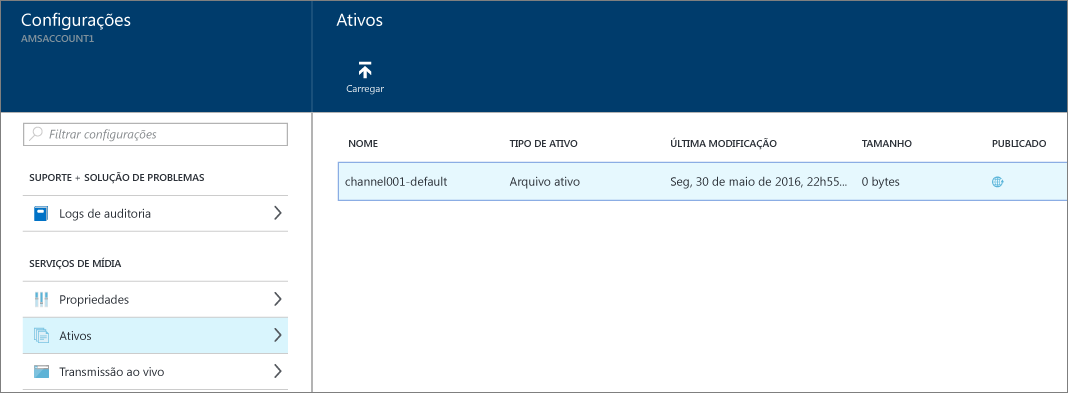 Configurações
AMSACCOUNT1
Filtrar configurações
SUPORTE + SOLUÇÃO DE PROBLEMAS
Logs de auditoria
SERVIÇOS DE MÍDIA
Propriedades
Ativos
Transmissão ao vivo
Ativos
Carregar
NOME TIPO DE ATIVO ÚLTIMA MODIFICAÇÃO TAMANHO PUBLICADO
channel001-default Arquivo ativo Seg, 30 de maio de 2016, 22h55... 0 bytes